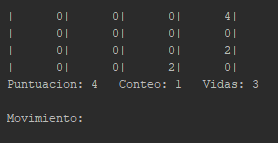 |      0|      0|      0|      4|
|      0|      0|      0|      0|
|      0|      0|      0|      2|
|      0|      0|      2|      0|
Puntuacion: 4   Conteo: 1   Vidas: 3
Movimiento: